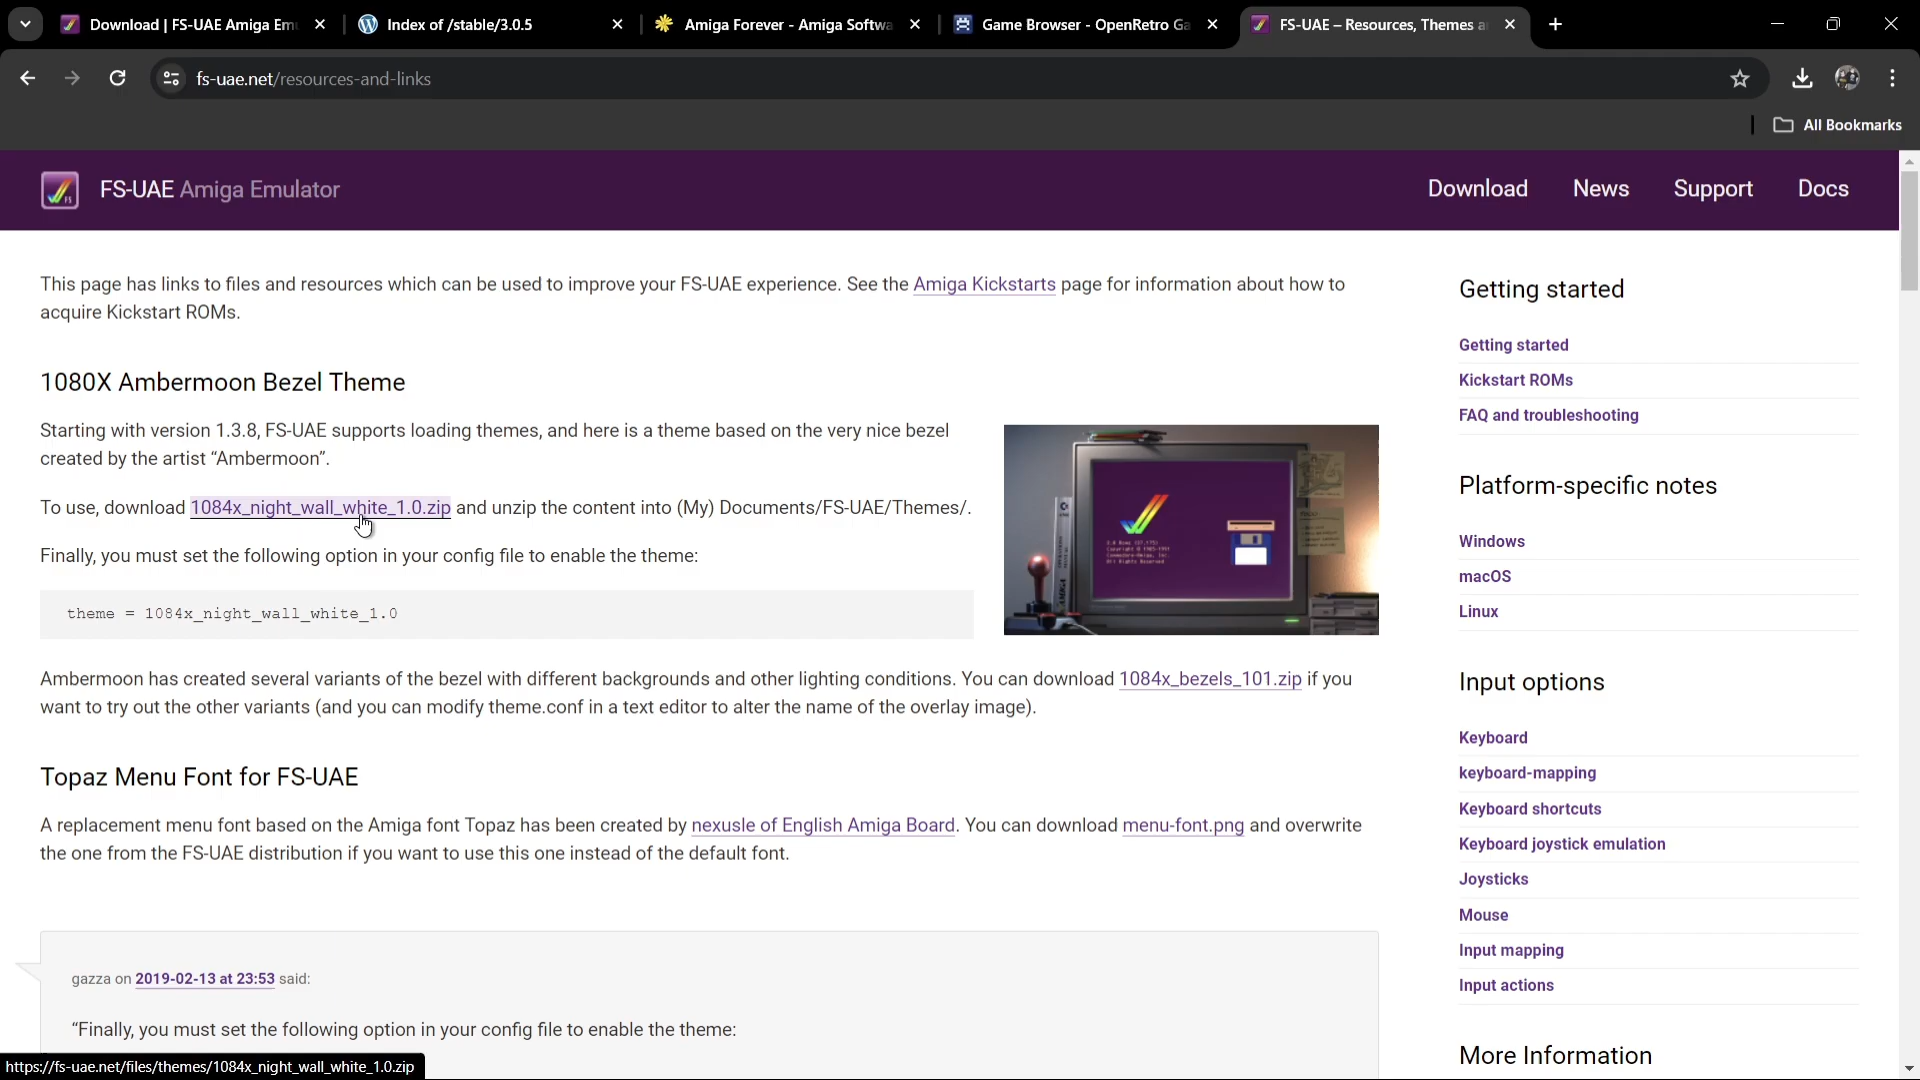 Download | FS-UAE Amiga Em
Index of /stable/3.0.5
Amiga Forever - Amiga Softwa
Game Browser - OpenRetro Ga
FS-UAE – Resources, Themes a
fs-uae.net/resources-and-links
All Bookmarks
FS-UAE Amiga Emulator
Download
News
Support
Docs
This page has links to files and resources which can be used to improve your FS-UAE experience. See the Amiga Kickstarts page for information about how to
acquire Kickstart ROMs.
1080X Ambermoon Bezel Theme
Starting with version 1.3.8, FS-UAE supports loading themes, and here is a theme based on the very nice bezel
created by the artist “Ambermoon”.
To use, download 1084x_night_wall_white_1.0.zip and unzip the content into (My) Documents/FS-UAE/Themes/.
Finally, you must set the following option in your config file to enable the theme:
theme = 1084x_night_wall_white_1.0
Ambermoon has created several variants of the bezel with different backgrounds and other lighting conditions. You can download 1084x_bezels_101.zip if you
want to try out the other variants (and you can modify theme.conf in a text editor to alter the name of the overlay image).
Topaz Menu Font for FS-UAE
A replacement menu font based on the Amiga font Topaz has been created by nexusle of English Amiga Board. You can download menu-font.png and overwrite
the one from the FS-UAE distribution if you want to use this one instead of the default font.
gazza on 2019-02-13 at 23:53 said:
“Finally, you must set the following option in your config file to enable the theme:
Getting started
Getting started
Kickstart ROMs
FAQ and troubleshooting
Platform-specific notes
Windows
macOS
Linux
Input options
Keyboard
keyboard-mapping
Keyboard shortcuts
Keyboard joystick emulation
Joysticks
Mouse
Input mapping
Input actions
More Information
https://fs-uae.net/files/themes/1084x_night_wall_white_1.0.zip